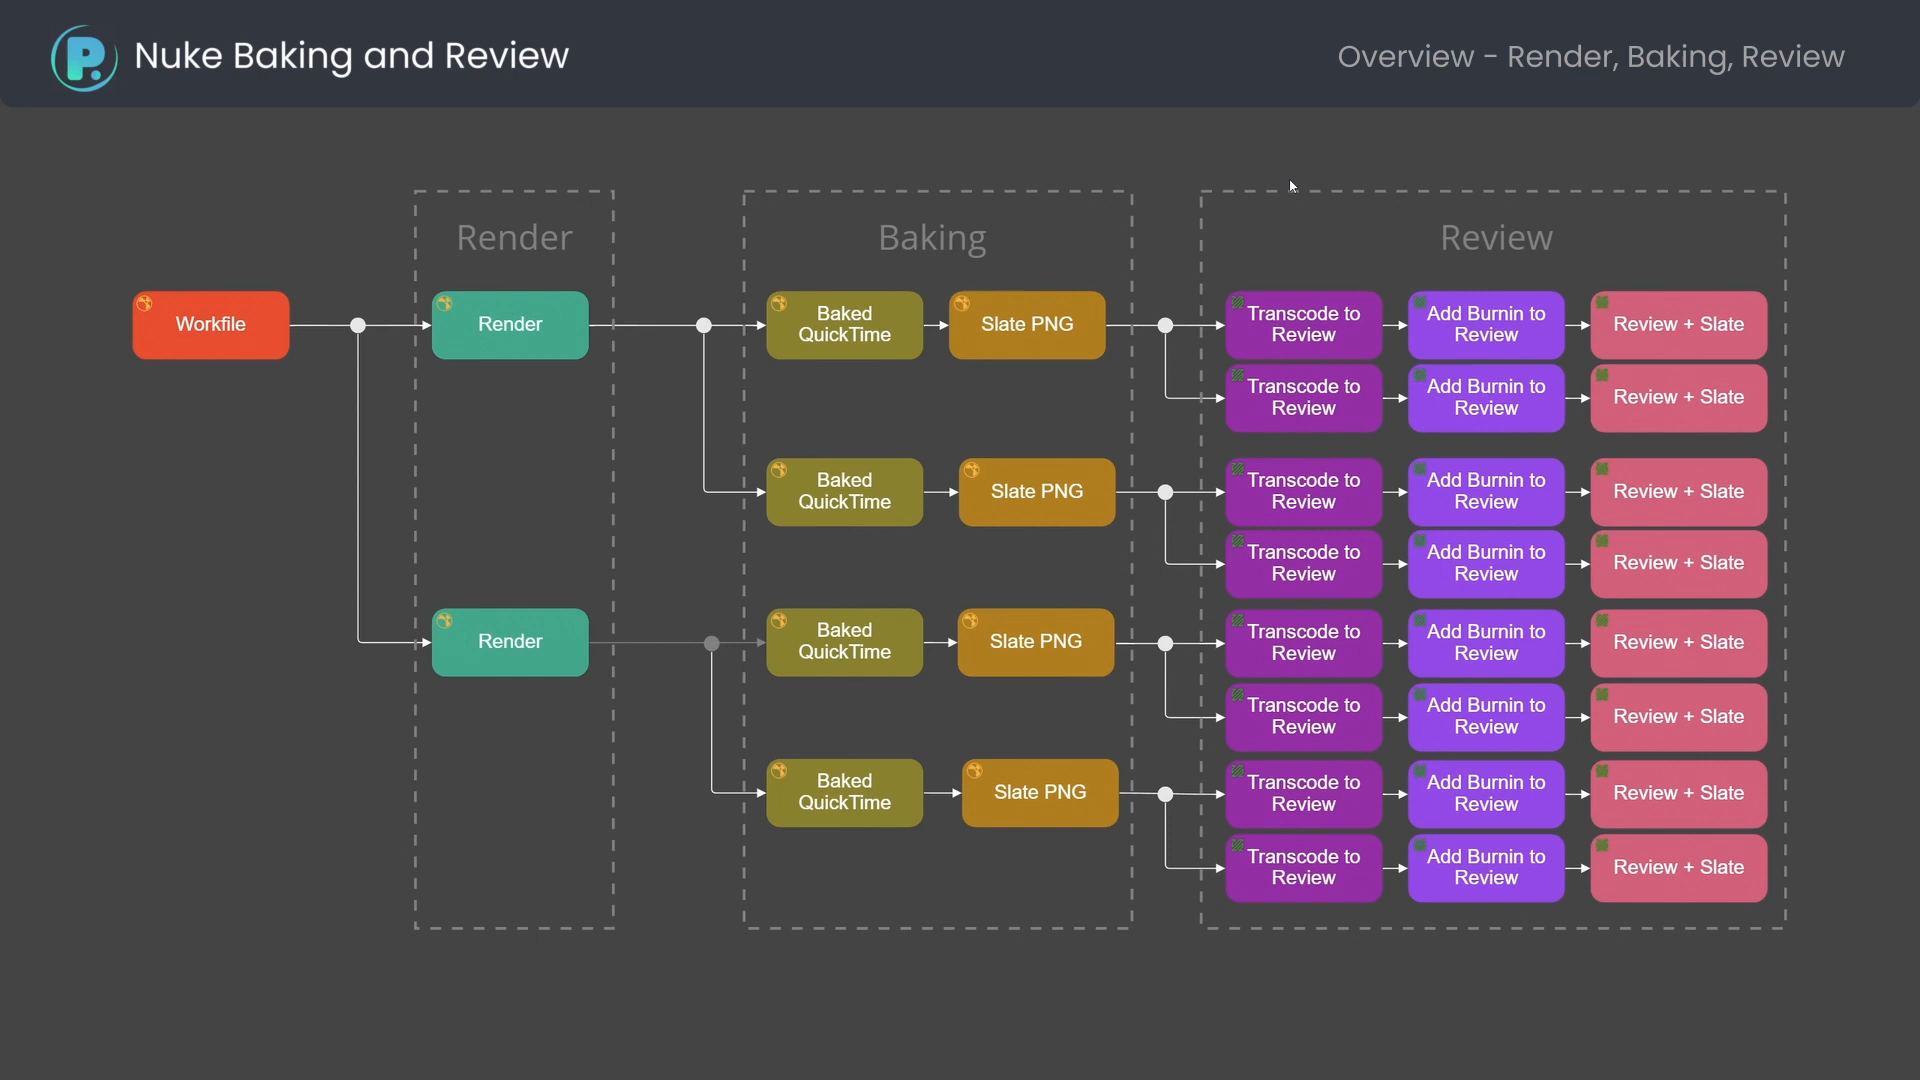 Nuke Baking and Review
Overview - Render, Baking, Review
Render
Baking
Review
Workfile
Render
Baked
QuickTime
Slate PNG
Transcode to
Review
Add Burnin to
Review
Review + Slate
Transcode to
Review
Add Burnin to
Review
Review + Slate
Baked
QuickTime
Slate PNG
Transcode to
Review
Add Burnin to
Review
Review + Slate
Transcode to
Review
Add Burnin to
Review
Review + Slate
Render
Baked
QuickTime
Slate PNG
Transcode to
Review
Add Burnin to
Review
Review + Slate
Transcode to
Review
Add Burnin to
Review
Review + Slate
Baked
QuickTime
Slate PNG
Transcode to
Review
Add Burnin to
Review
Review + Slate
Transcode to
Review
Add Burnin to
Review
Review + Slate